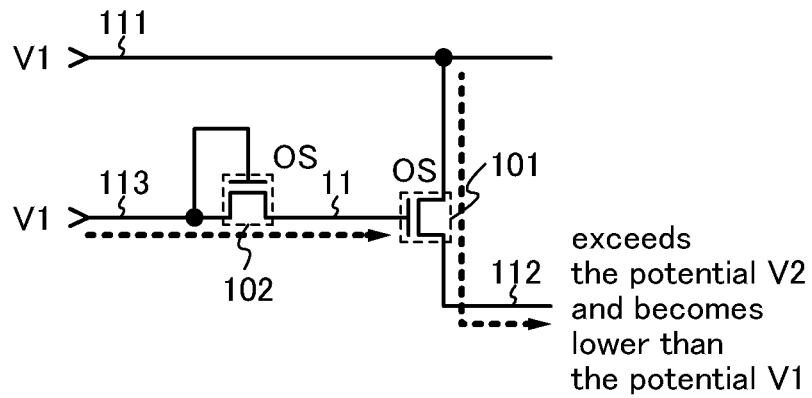 111
V1
OS
OS
101
113
11
V1
102
112
exceeds
the potential V2
and becomes
lower than
the potential V1